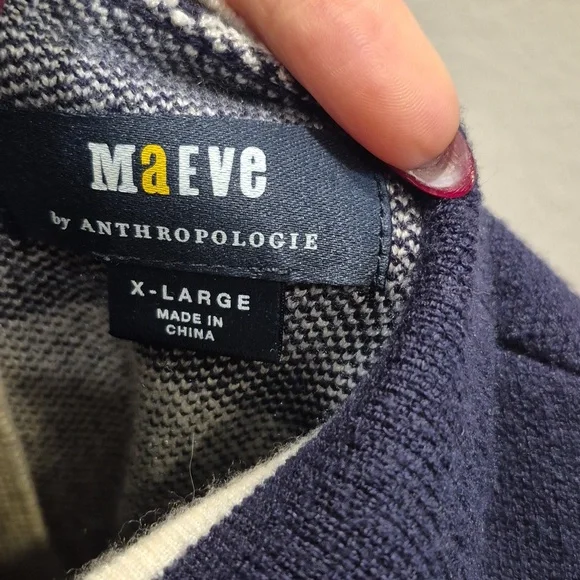 MaEVe
by ANTHROPOLOGIE
X-LARGE
MADE IN
CHINA